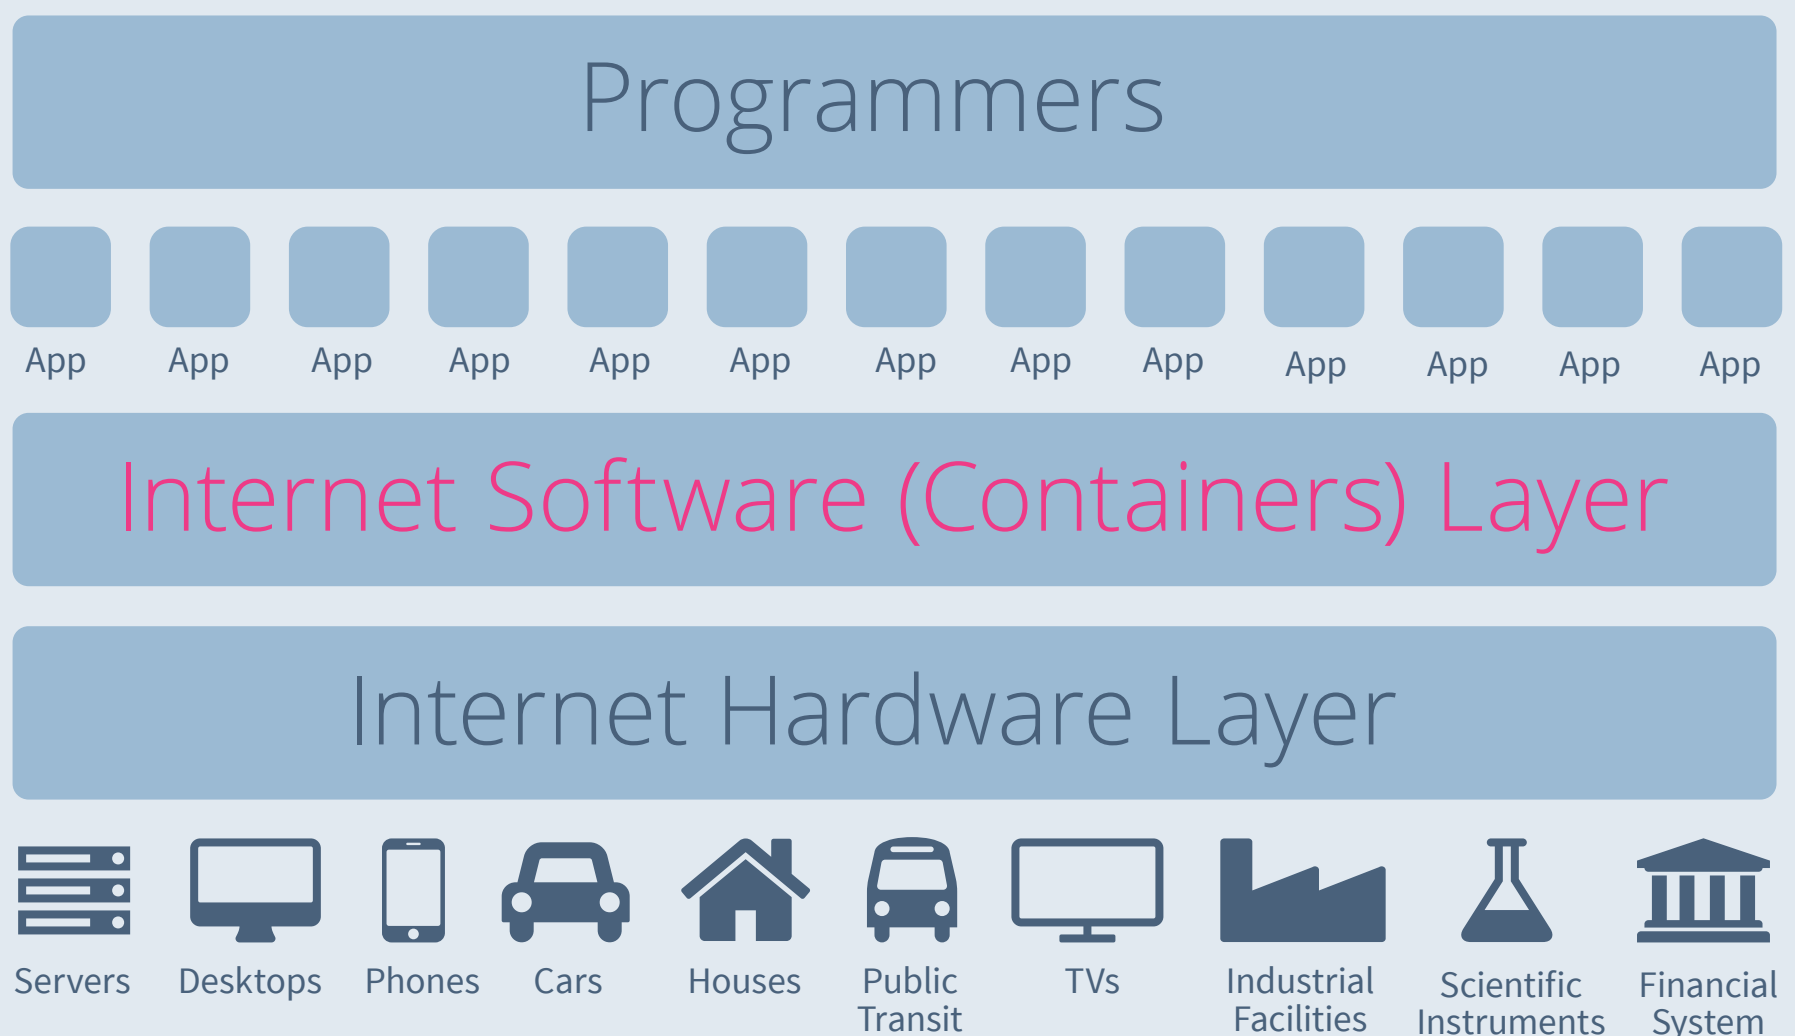 Programmers
App App App App App App App App App App App App App
Internet Software (Containers) Layer
Internet Hardware Layer
Servers Desktops Phones Cars Houses Public Transit TVs Industrial Facilities Scientific Instruments Financial System